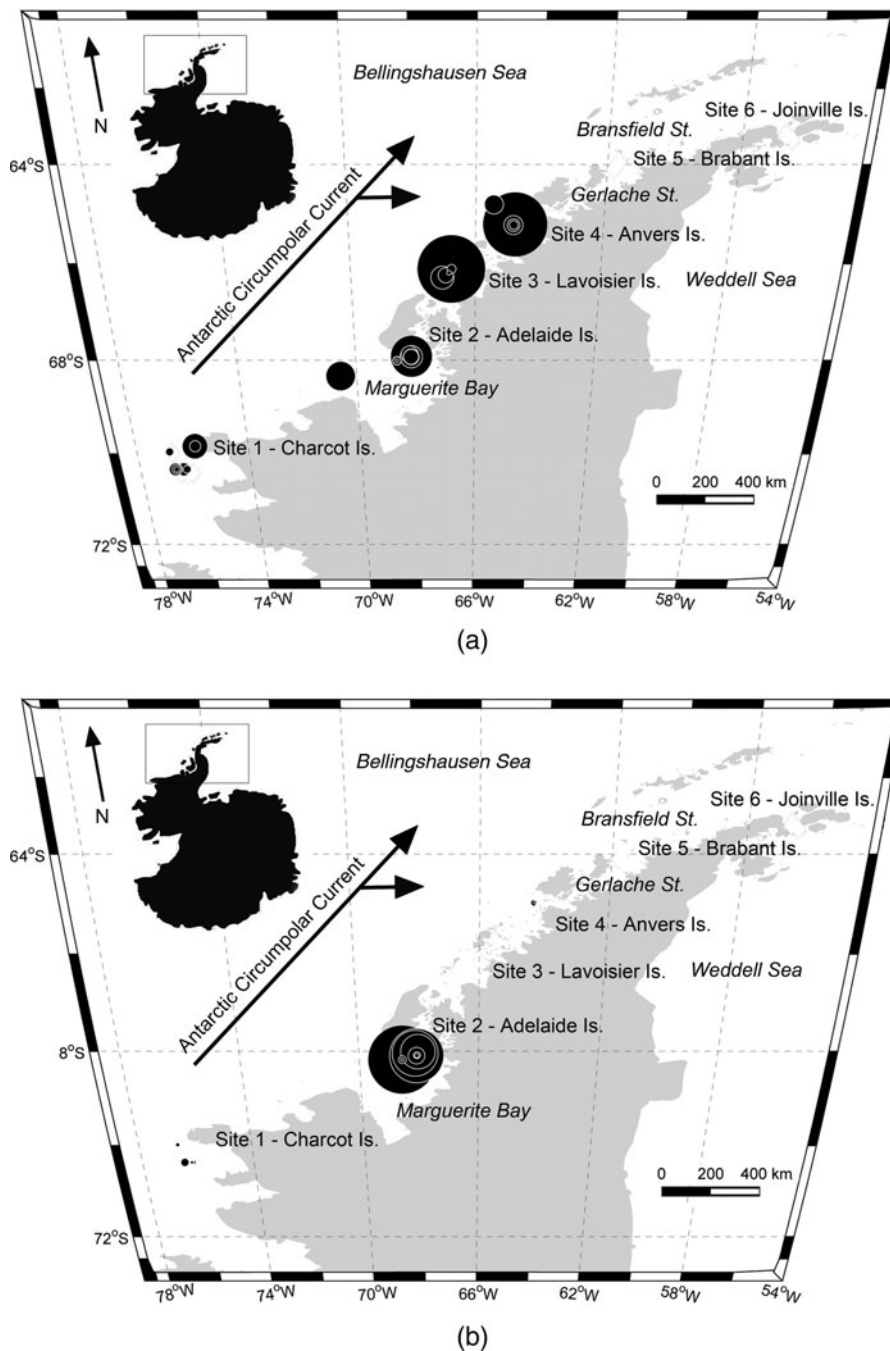 Bellingshausen Sea
N
Site 6 - Joinville Is.
Bransfield St.
64°S
Site 5 - Brabant Is.
Gerlache St.
Antarctic Circumpolar Current
Site 4 - Anvers Is.
Site 3 - Lavoisier Is.
Weddell Sea
Site 2 - Adelaide Is.
68°S
Marguerite Bay
Site 1 - Charcot Is.
0 200 400 km
72°S
78°W 74°W 70°W 66°W 62°W 58°W 54°W
(a)
Bellingshausen Sea
N
Site 6 - Joinville Is.
Bransfield St.
64°S
Site 5 - Brabant Is.
Gerlache St.
Antarctic Circumpolar Current
Site 4 - Anvers Is.
Site 3 - Lavoisier Is.
Weddell Sea
Site 2 - Adelaide Is.
8°S
Marguerite Bay
Site 1 - Charcot Is.
0 200 400 km
72°S
78°W 74°W 70°W 66°W 62°W 58°W 54°W
(b)